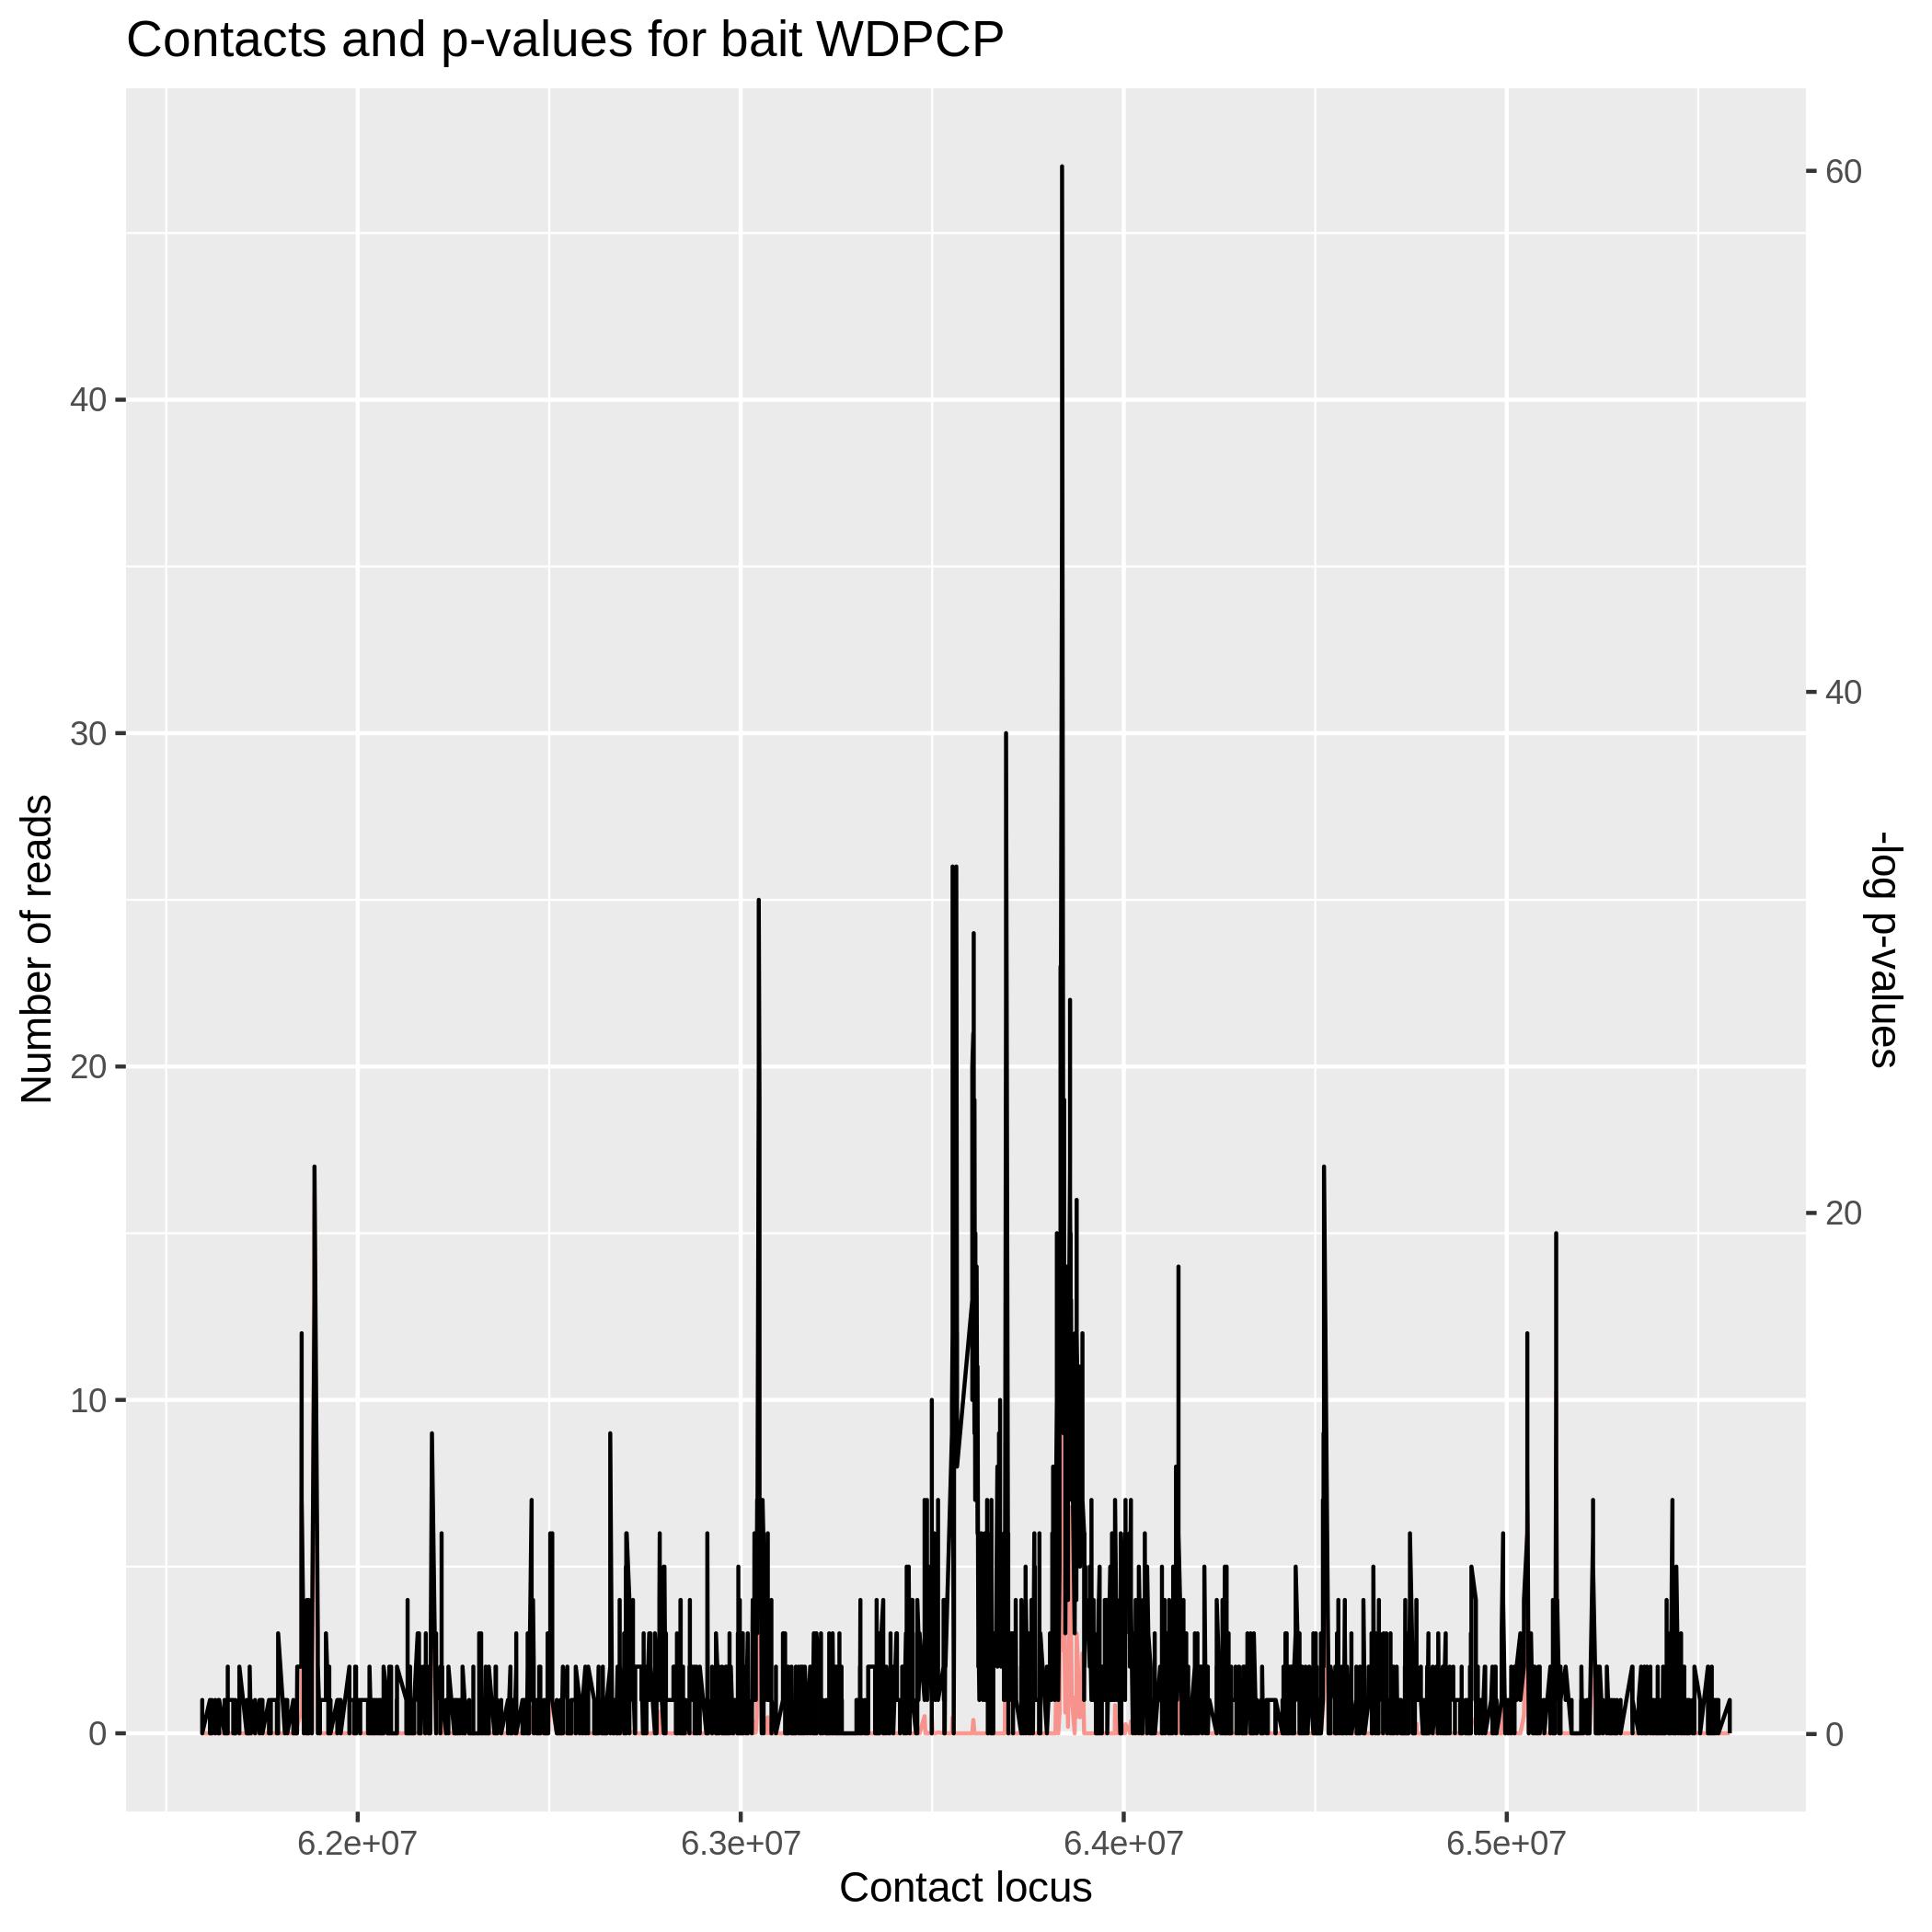 Contacts and p-values for bait WDPCP
60
40
40
30
20
20
10
0
0
Number of reads
-log p-values
6.2e+07
6.3e+07
6.4e+07
6.5e+07
Contact locus